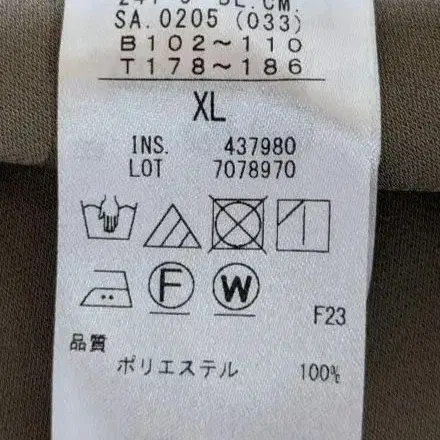 SA.0205 (033)
B102〜110
T178〜186
XL
INS. 437980
LOT 7078970
F W
F23
品質
ポリエステル 100%